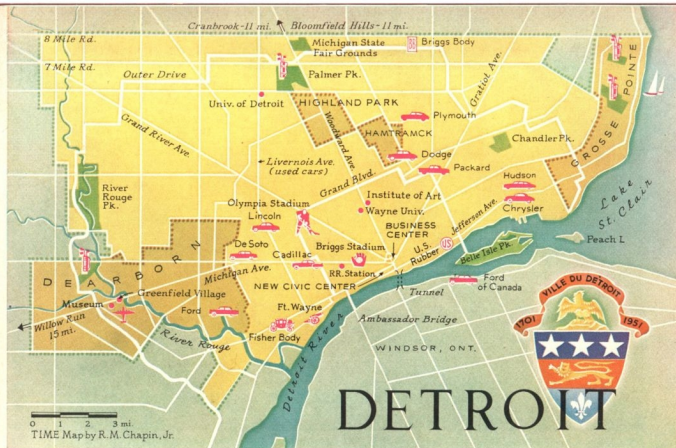 Cranbrook-11 mi.
Bloomfield Hills-11 mi.
8 Mile Rd.
Michigan State
Fair Grounds
Briggs Body
7 Mile Rd.
Outer Drive
Palmer Pk.
Gratiot Ave.
GROSSE POINTE
Univ. of Detroit
HIGHLAND PARK
Plymouth
Grand River Ave.
Woodward Ave.
HAMTRAMCK
Chandler Pk.
Livernois Ave.
(used cars)
Dodge
Packard
Grand Blvd.
Hudson
River
Rouge
Pk.
Institute of Art
Wayne Univ.
Chrysler
Lake
St. Clair
Olympia Stadium
Lincoln
Jefferson Ave.
BUSINESS
CENTER
U.S.
Rubber
U.S.
Peach I.
De Soto
Cadillac
Briggs Stadium
Belle Isle Pk.
DEARBORN
Michigan Ave.
RR. Station
NEW CIVIC CENTER
Tunnel
Ford
of Canada
Greenfield Village
Museum
Ford
Ft. Wayne
Ambassador Bridge
Willow Run
15 mi.
River Rouge
Fisher Body
Detroit River
WINDSOR, ONT.
VILLE DU DETROIT
1701
1951
DETROIT
0 1 2 3 mi.
TIME Map by R.M. Chapin, Jr.